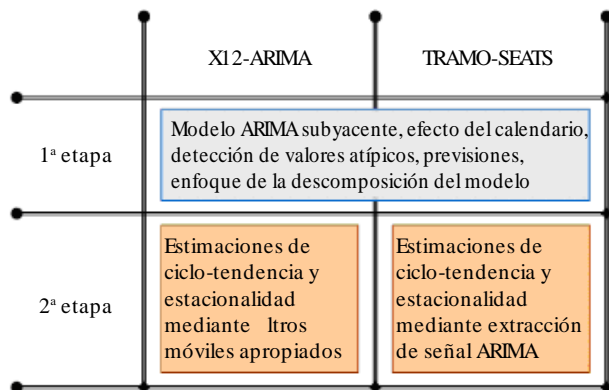 X12-ARIMA
TRAMO-SEATS
1ª etapa
Modelo ARIMA subyacente, efecto del calendario,
detección de valores atípicos, previsiones,
enfoque de la descomposición del modelo
2ª etapa
Estimaciones de
ciclo-tendencia y
estacionalidad
mediante ltros
móviles apropiados
Estimaciones de
ciclo-tendencia y
estacionalidad
mediante extracción
de señal ARIMA